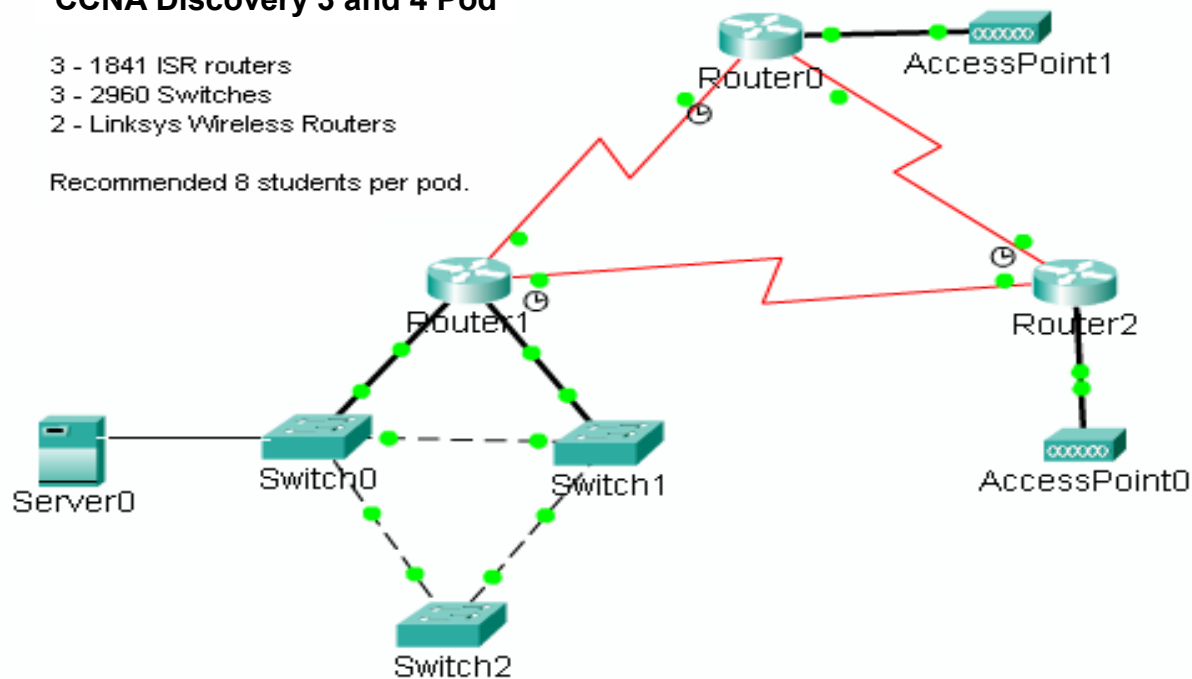 CCNA Discovery 3 and 4 Pod
3 - 1841 ISR routers
3 - 2960 Switches
2 - Linksys Wireless Routers
Recommended 8 students per pod.
Router0
AccessPoint1
Router1
Router2
Server0
Switch0
Switch1
AccessPoint0
Switch2